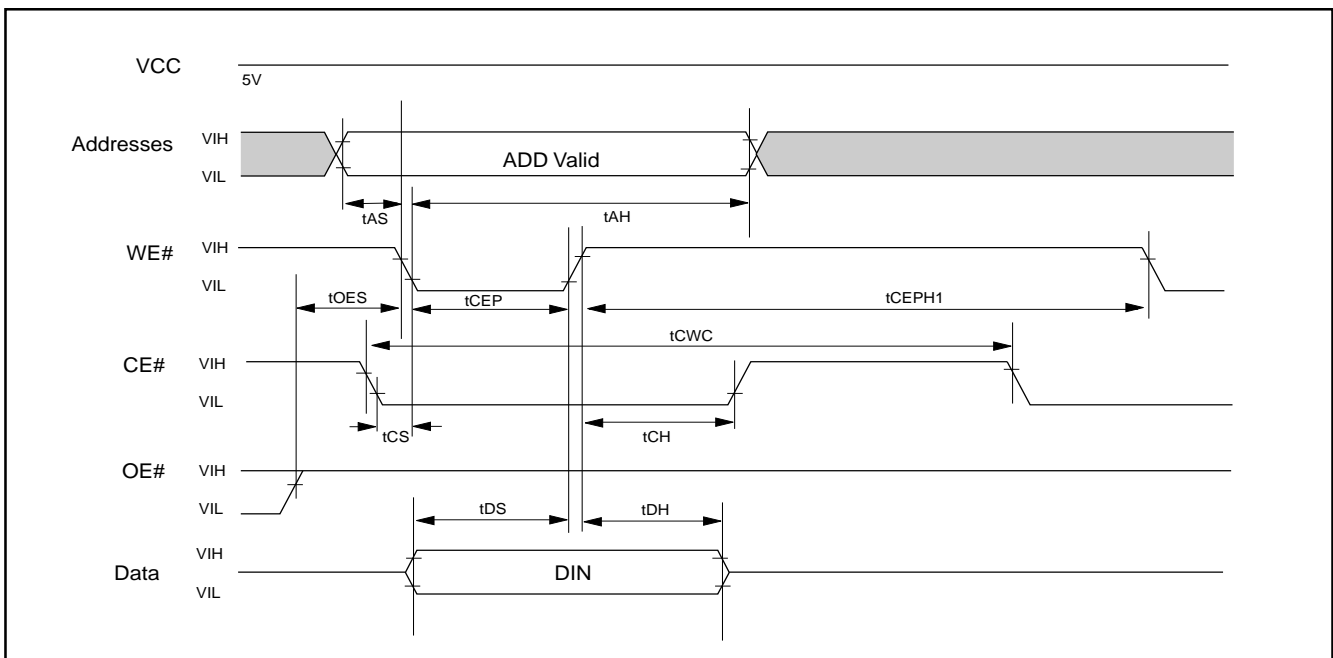 VCC
5V
Addresses
VIH
ADD Valid
VIL
tAS
tAH
WE#
VIH
VIL
tOES
tCEP
tCEPH1
tCWC
CE#
VIH
VIL
tCS
tCH
OE#
VIH
VIL
tDS
tDH
VIH
Data
DIN
VIL